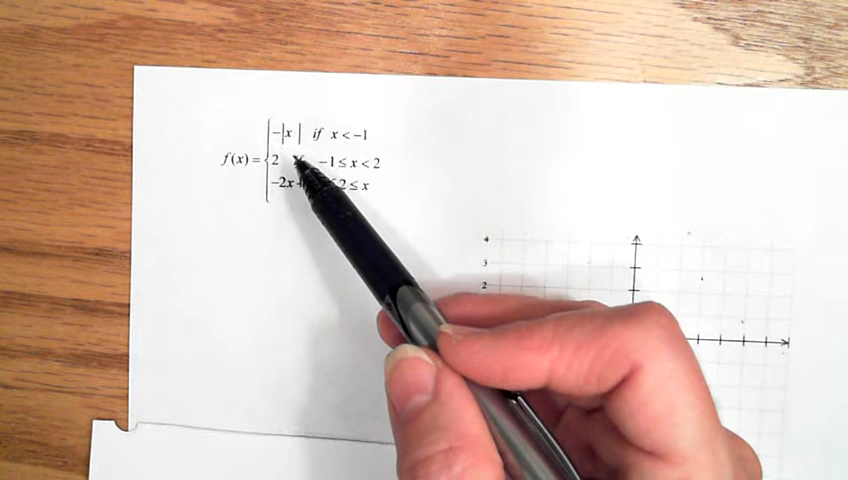 f(x) = { -|x| if x < -1
2 -1 ≤ x < 2
-2x+ 2 ≤ x
4
3
2